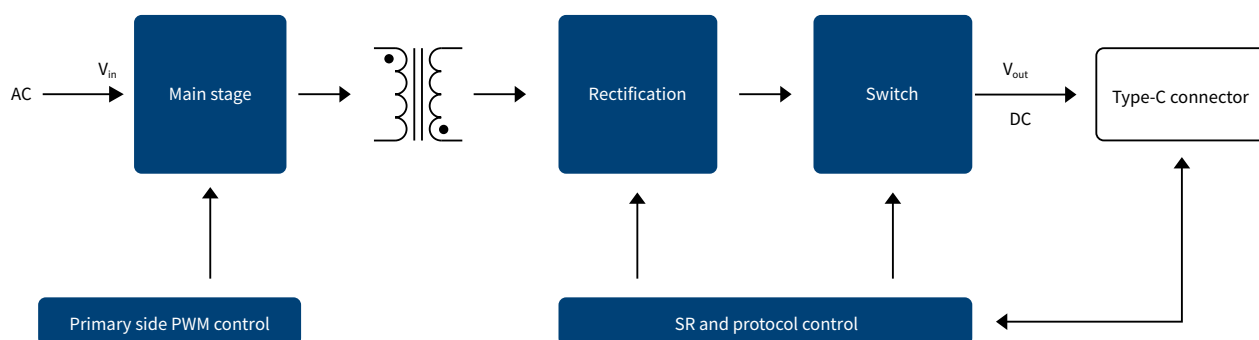 AC
Vin
Main stage
Rectification
Switch
Vout
DC
Type-C connector
Primary side PWM control
SR and protocol control